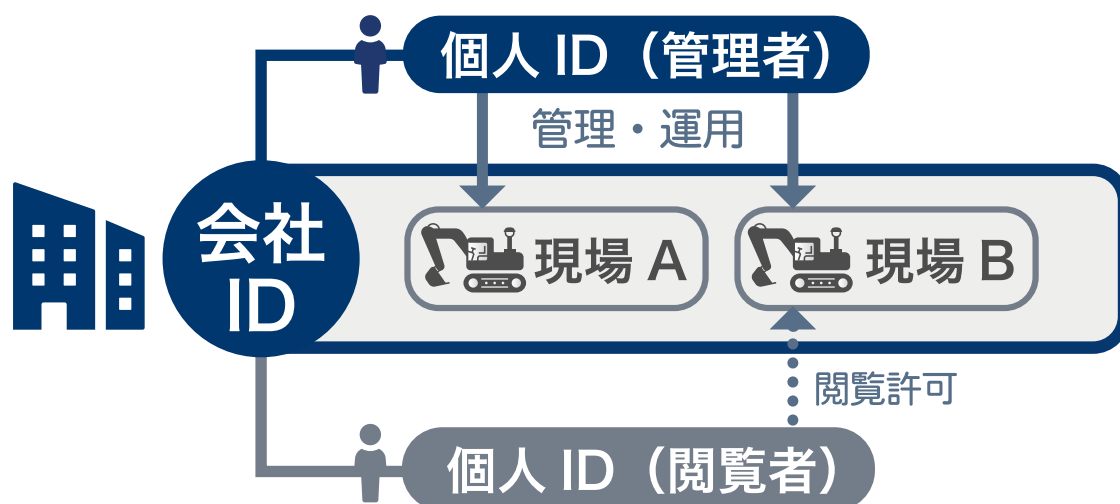 個人 ID（管理者）
管理・運用
会社
ID
現場 A
現場 B
閲覧許可
個人 ID（閲覧者）